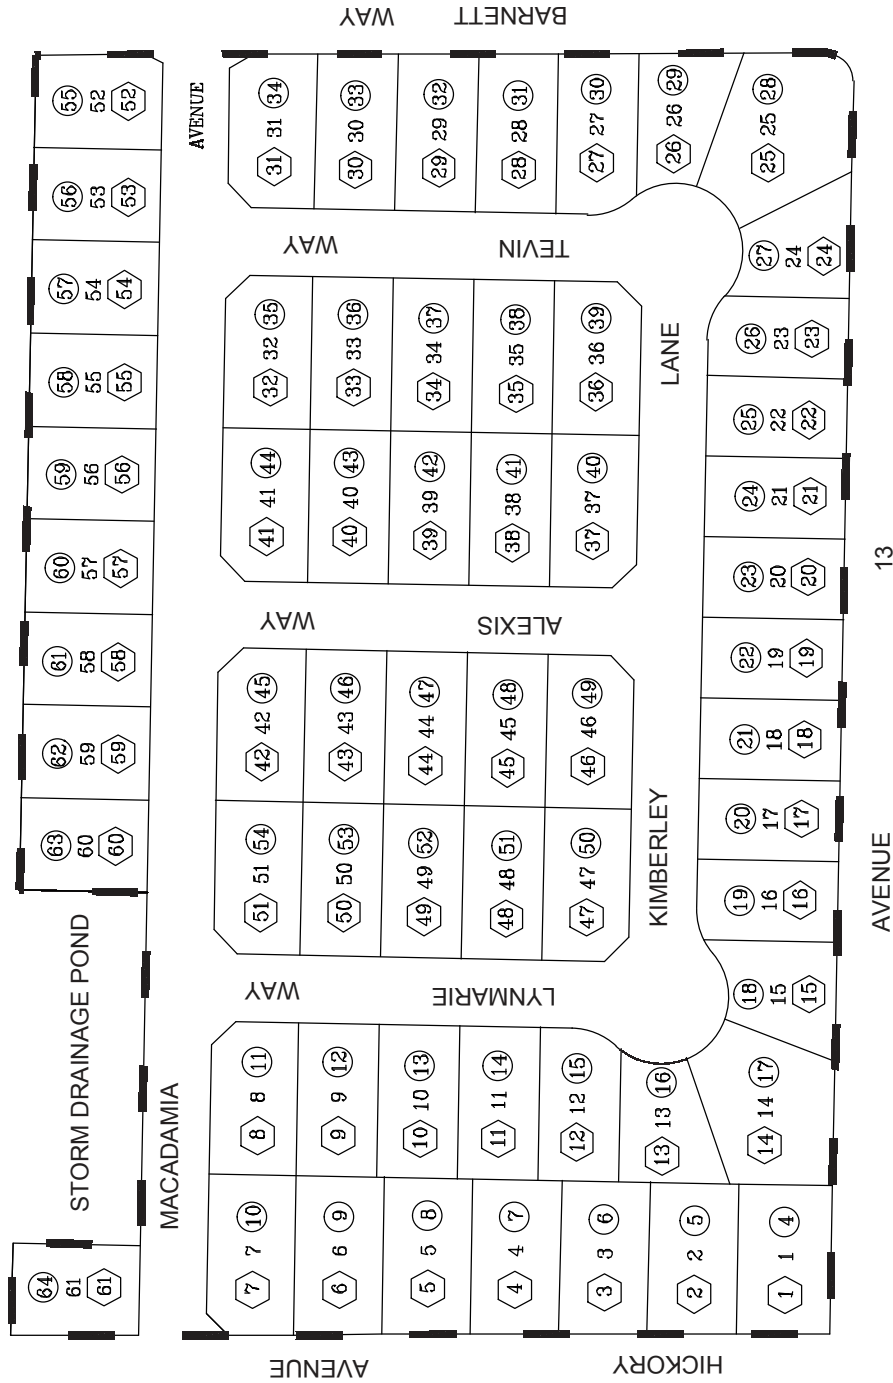 BARNETT WAY
AVENUE
55 52 52
56 53 53
57 54 54
58 55 55
59 56 56
60 57 57
61 58 58
62 59 59
63 60 60
STORM DRAINAGE POND
64 61 61
MACADAMIA
31 31 34
30 30 33
29 29 32
28 28 31
27 27 30
26 26 29
25 25 28
TEVIN WAY
32 32 35
33 33 36
34 34 37
35 35 38
36 36 39
41 41 44
40 40 43
39 39 42
38 38 41
37 37 40
ALEXIS WAY
42 42 45
43 43 46
44 44 47
45 45 48
46 46 49
51 51 54
50 50 53
49 49 52
48 48 51
47 47 50
LYNMARIE WAY
8 8 11
9 9 12
10 10 13
11 11 14
12 12 15
13 13 16
14 14 17
7 7 10
6 6 9
5 5 8
4 4 7
3 3 6
2 2 5
1 1 4
KIMBERLEY LANE
27 24 24
26 23 23
25 22 22
24 21 21
23 20 20
22 19 19
21 18 18
20 17 17
19 16 16
18 15 15
HICKORY AVENUE
AVENUE 13